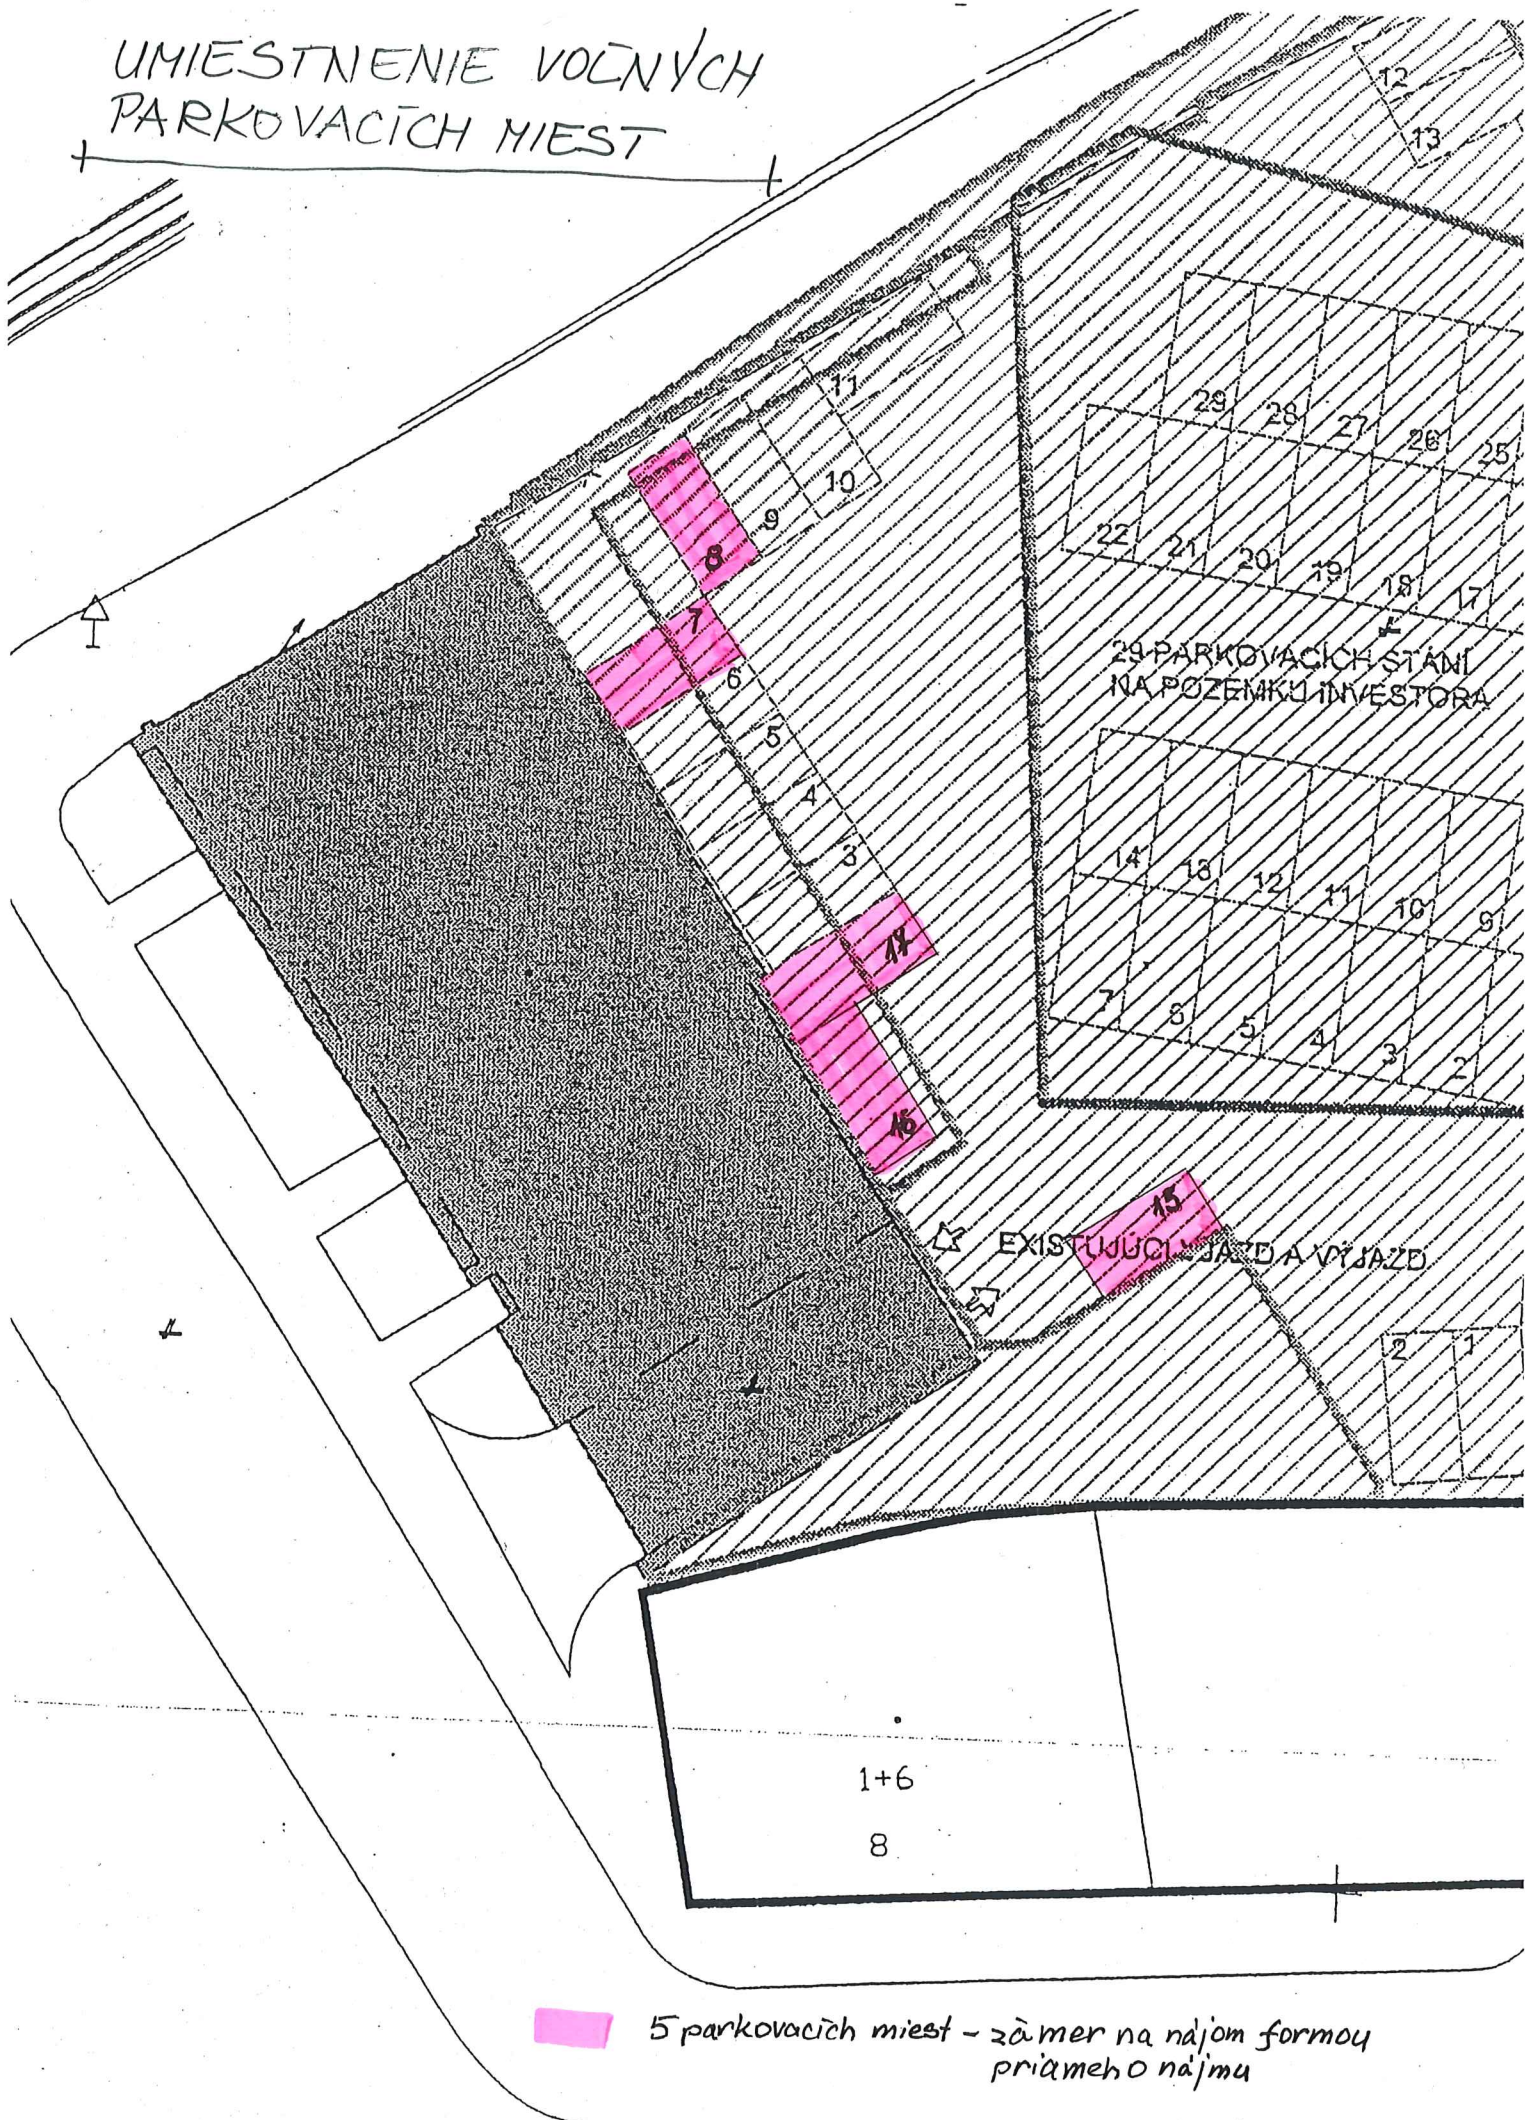 UMIESTNENIE VOĽNÝCH
PARKOVACÍCH MIEST
12
13
11
10
9
8
7
6
5
4
3
17
16
15
29 28 27 26 25
22 21 20 19 18 17
29 PARKOVACÍCH STÁNÍ
NA POZEMKU INVESTORA
14 13 12 11 10 9
7 6 5 4 3 2
EXISTUJÚCI VJAZD A VÝJAZD
2 1
1+6
8
5 parkovacích miest - zàmer na nájom formou
priameho nájmu